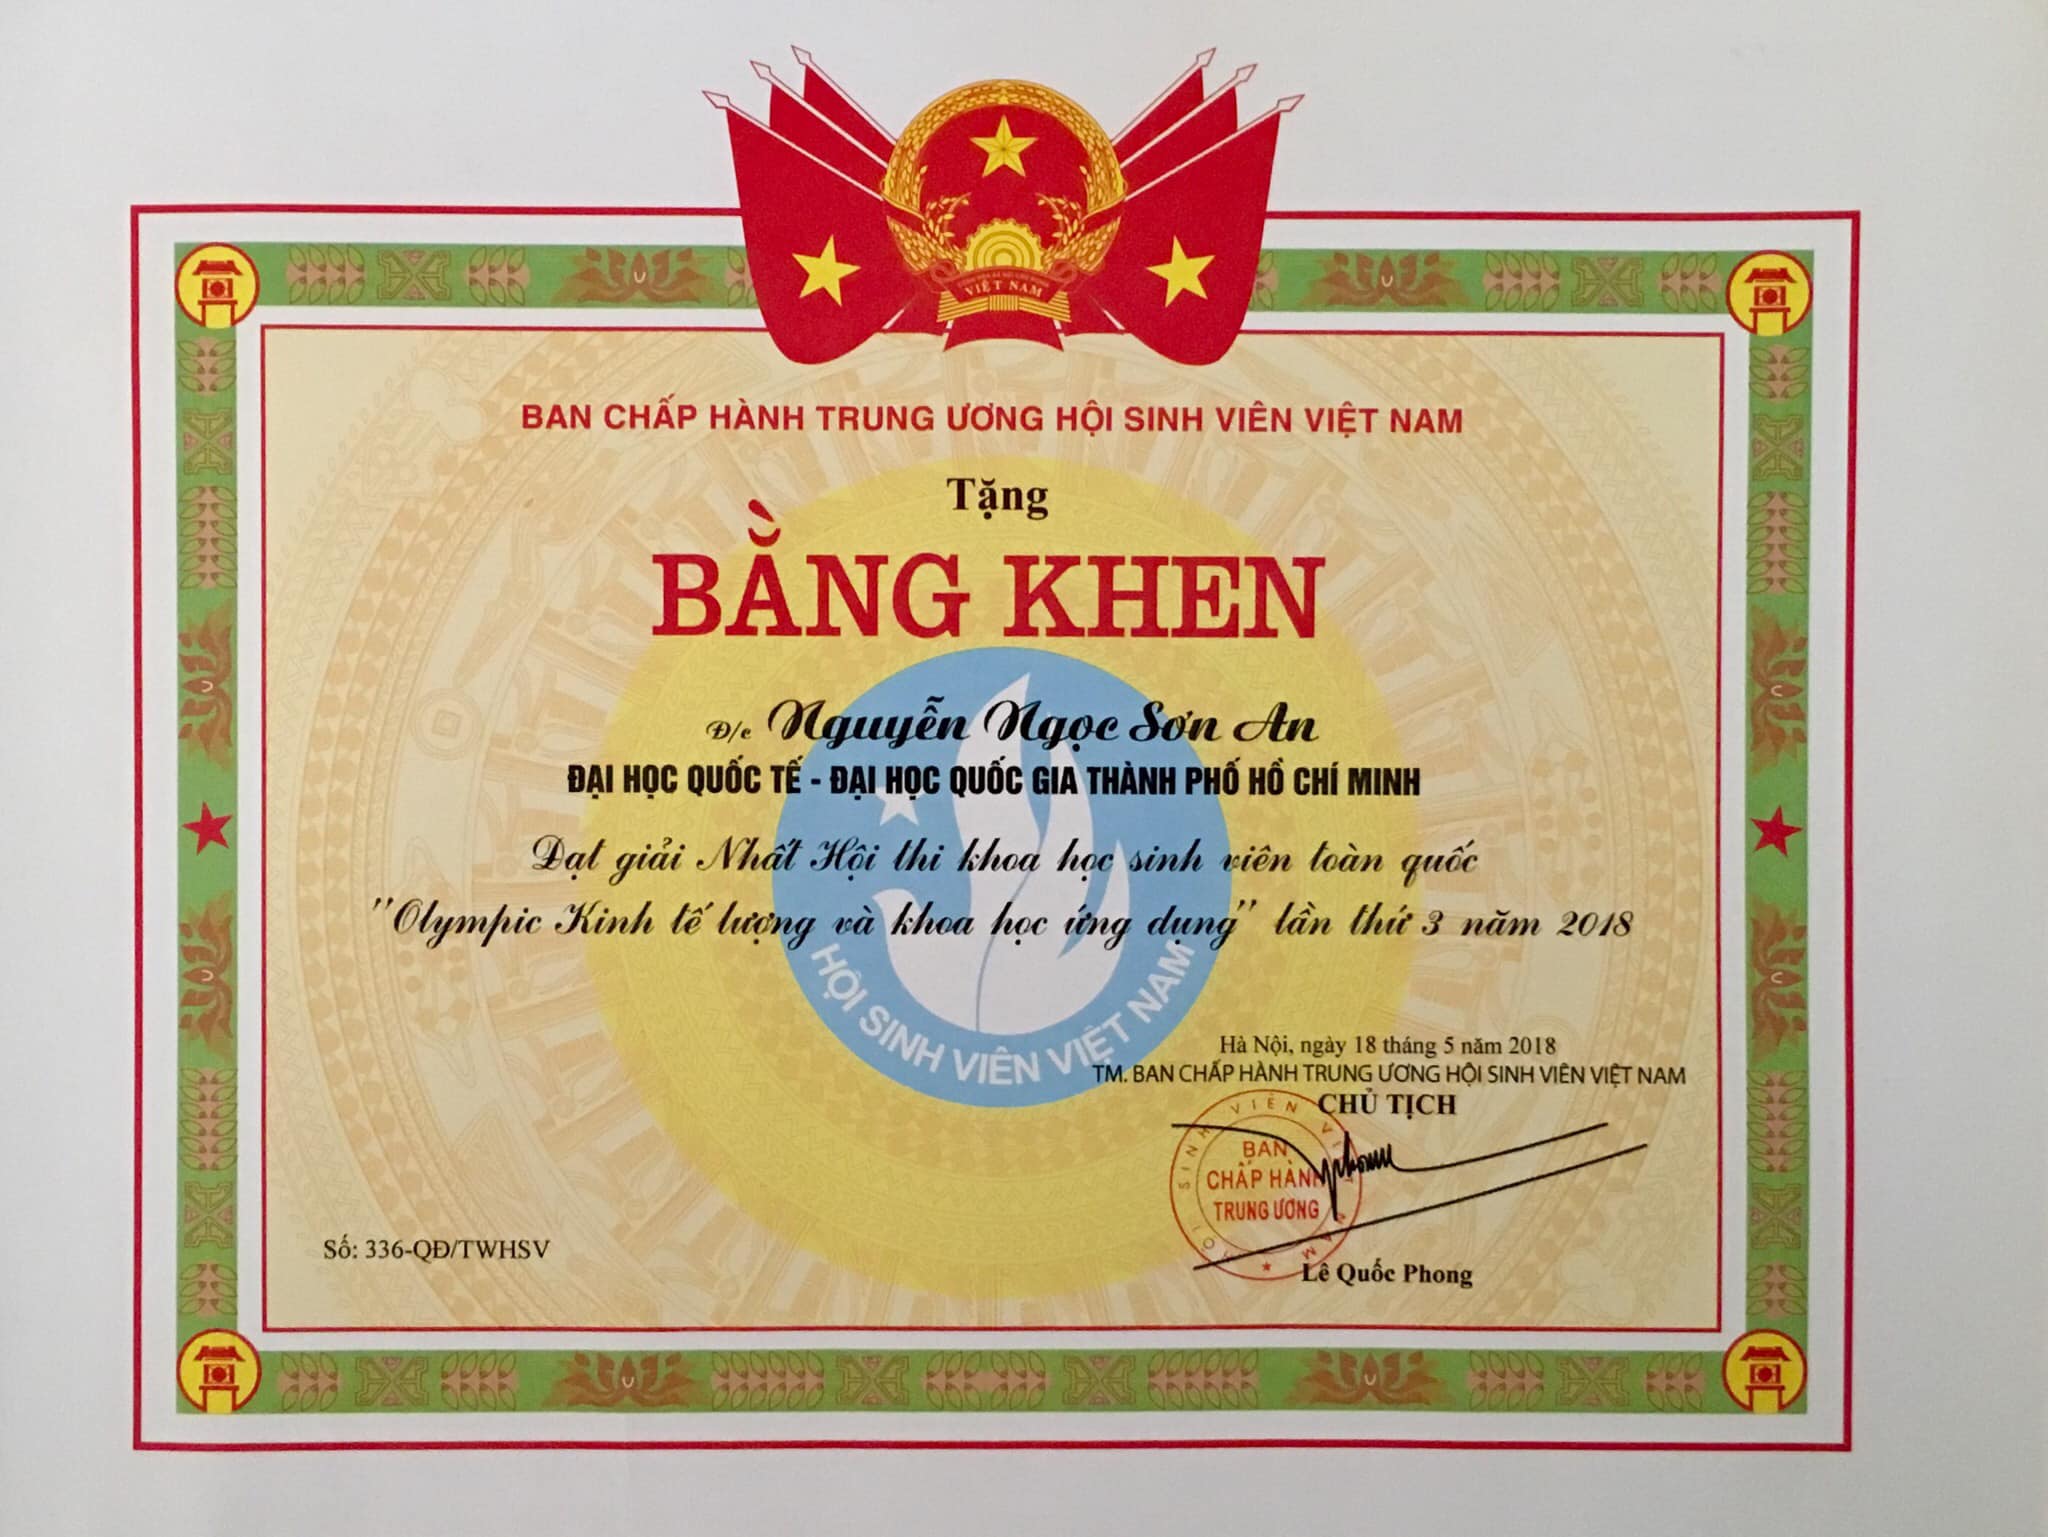 VIỆT NAM
BAN CHẤP HÀNH TRUNG ƯƠNG HỘI SINH VIÊN VIỆT NAM
Tặng
BẰNG KHEN
Đ/c Nguyễn Ngọc Sơn An
ĐẠI HỌC QUỐC TẾ - ĐẠI HỌC QUỐC GIA THÀNH PHỐ HỒ CHÍ MINH
Đạt giải Nhất Hội thi khoa học sinh viên toàn quốc
"Olympic Kinh tế lượng và khoa học ứng dụng" lần thứ 3 năm 2018
HỘI SINH VIÊN VIỆT NAM
Hà Nội, ngày 18 tháng 5 năm 2018
TM. BAN CHẤP HÀNH TRUNG ƯƠNG HỘI SINH VIÊN VIỆT NAM
CHỦ TỊCH
HỘI SINH VIÊN VIỆT NAM
BAN
CHẤP HÀNH
TRUNG ƯƠNG
Số: 336-QĐ/TWHSV
Lê Quốc Phong